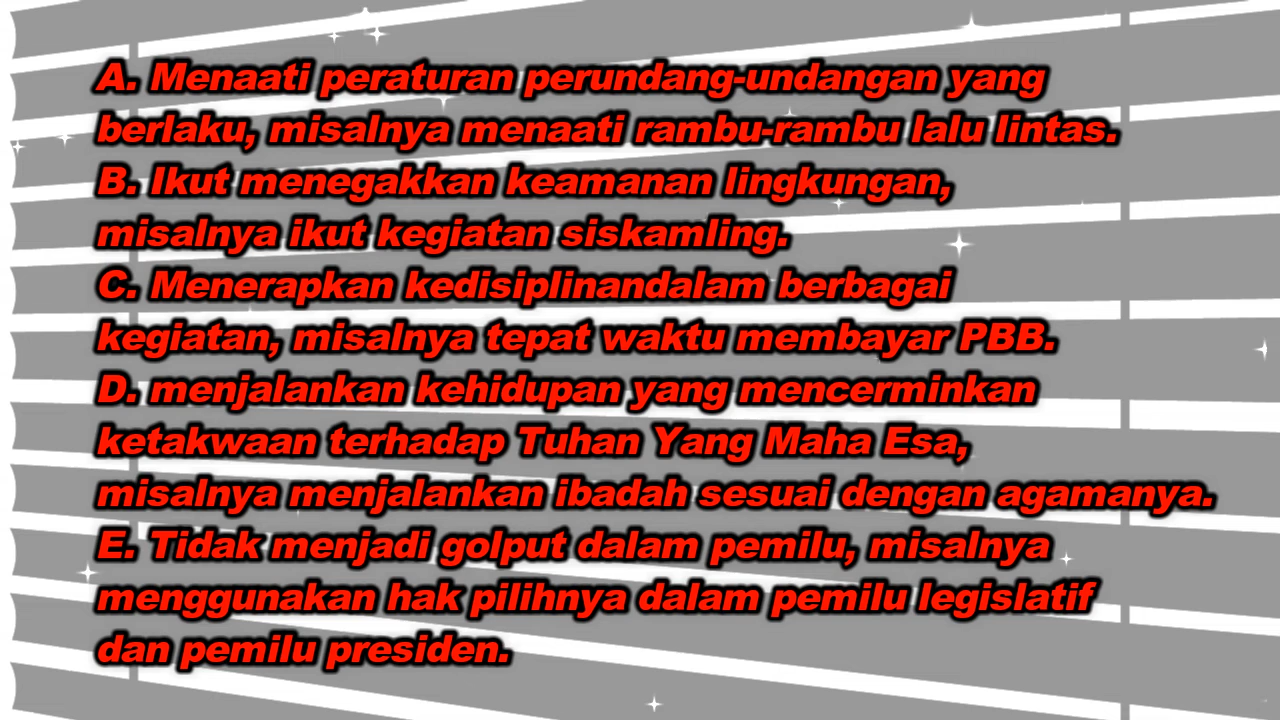 A. Menaati peraturan perundang-undangan yang
berlaku, misalnya menaati rambu-rambu lalu lintas.
B. Ikut menegakkan keamanan lingkungan,
misalnya ikut kegiatan siskamling.
C. Menerapkan kedisiplinandalam berbagai
kegiatan, misalnya tepat waktu membayar PBB.
D. menjalankan kehidupan yang mencerminkan
ketakwaan terhadap Tuhan Yang Maha Esa,
misalnya menjalankan ibadah sesuai dengan agamanya.
E. Tidak menjadi golput dalam pemilu, misalnya
menggunakan hak pilihnya dalam pemilu legislatif
dan pemilu presiden.